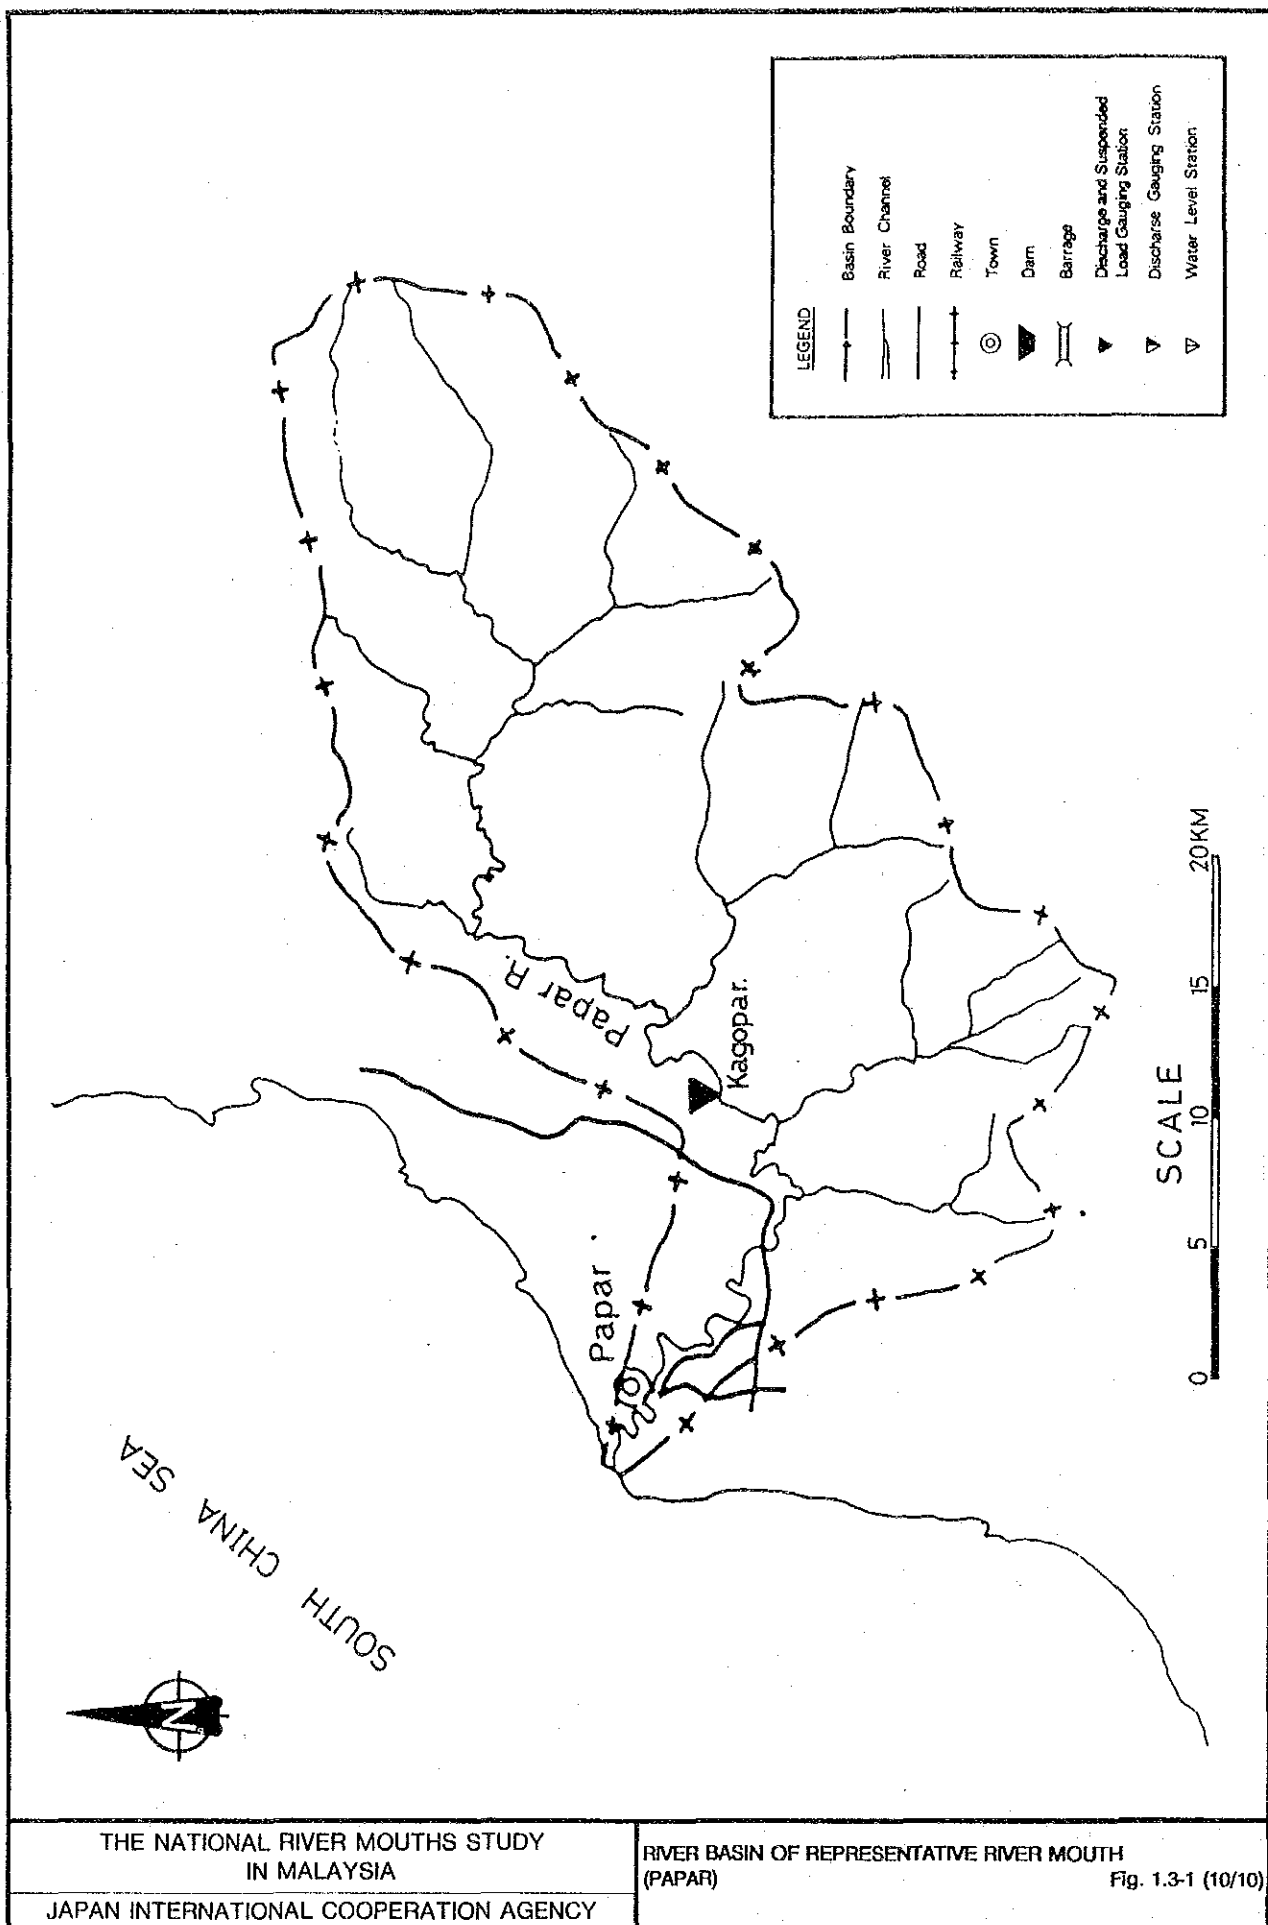 LEGEND
Basin Boundary
River Channel
Road
Railway
Town
Dam
Barrage
Discharge and Suspended
Load Gauging Station
Discharge Gauging Station
Water Level Station
Papar R.
Kagopar.
Papar
SOUTH CHINA SEA
N
SCALE
0 5 10 15 20KM
THE NATIONAL RIVER MOUTHS STUDY
IN MALAYSIA
JAPAN INTERNATIONAL COOPERATION AGENCY
RIVER BASIN OF REPRESENTATIVE RIVER MOUTH
(PAPAR)
Fig. 1.3-1 (10/10)